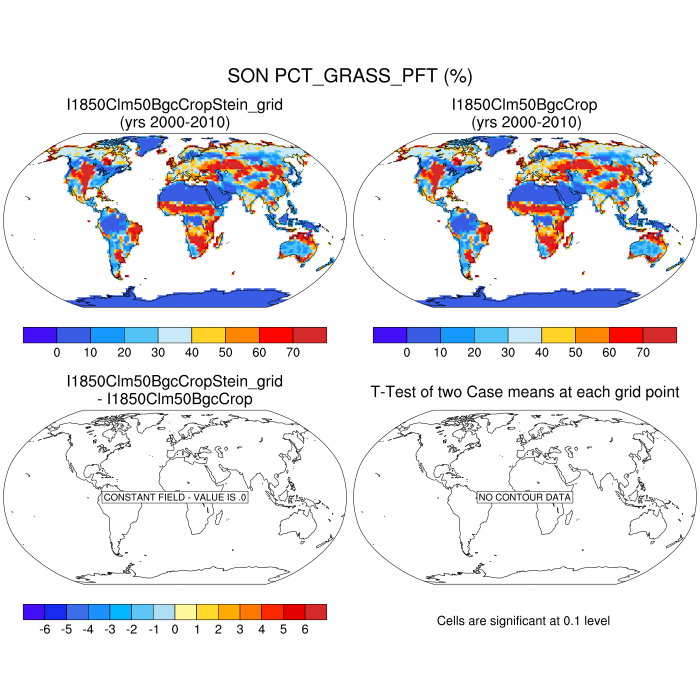 SON PCT_GRASS_PFT (%)
I1850Clm50BgcCropStein_grid
(yrs 2000-2010)
I1850Clm50BgcCrop
(yrs 2000-2010)
0 10 20 30 40 50 60 70
0 10 20 30 40 50 60 70
I1850Clm50BgcCropStein_grid
- I1850Clm50BgcCrop
T-Test of two Case means at each grid point
CONSTANT FIELD - VALUE IS .0
NO CONTOUR DATA
-6 -5 -4 -3 -2 -1 0 1 2 3 4 5 6
Cells are significant at 0.1 level